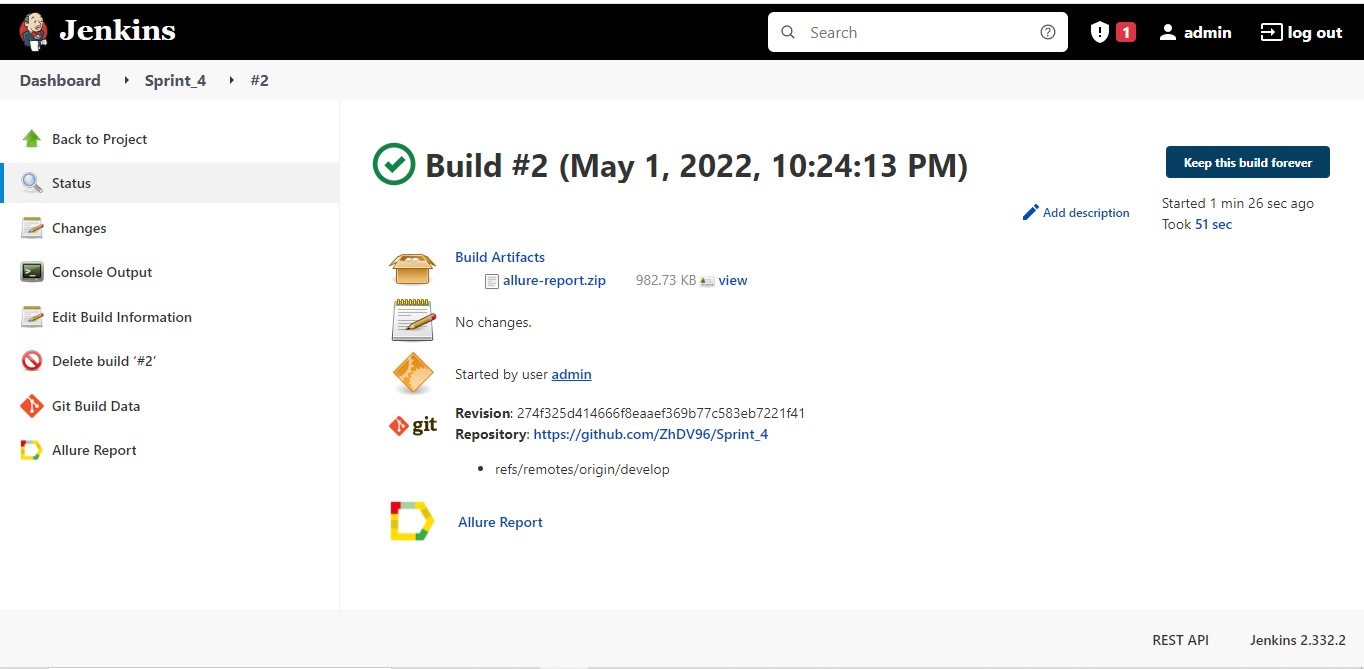 Jenkins
Search
1
admin
log out
Dashboard Sprint_4 #2
Back to Project
Status
Changes
Console Output
Edit Build Information
Delete build ‘#2’
Git Build Data
Allure Report
Build #2 (May 1, 2022, 10:24:13 PM)
Keep this build forever
Add description
Started 1 min 26 sec ago
Took 51 sec
Build Artifacts
allure-report.zip 982.73 KB view
No changes.
Started by user admin
git
Revision: 274f325d414666f8eaaef369b77c583eb7221f41
Repository: https://github.com/ZhDV96/Sprint_4
• refs/remotes/origin/develop
Allure Report
REST API
Jenkins 2.332.2